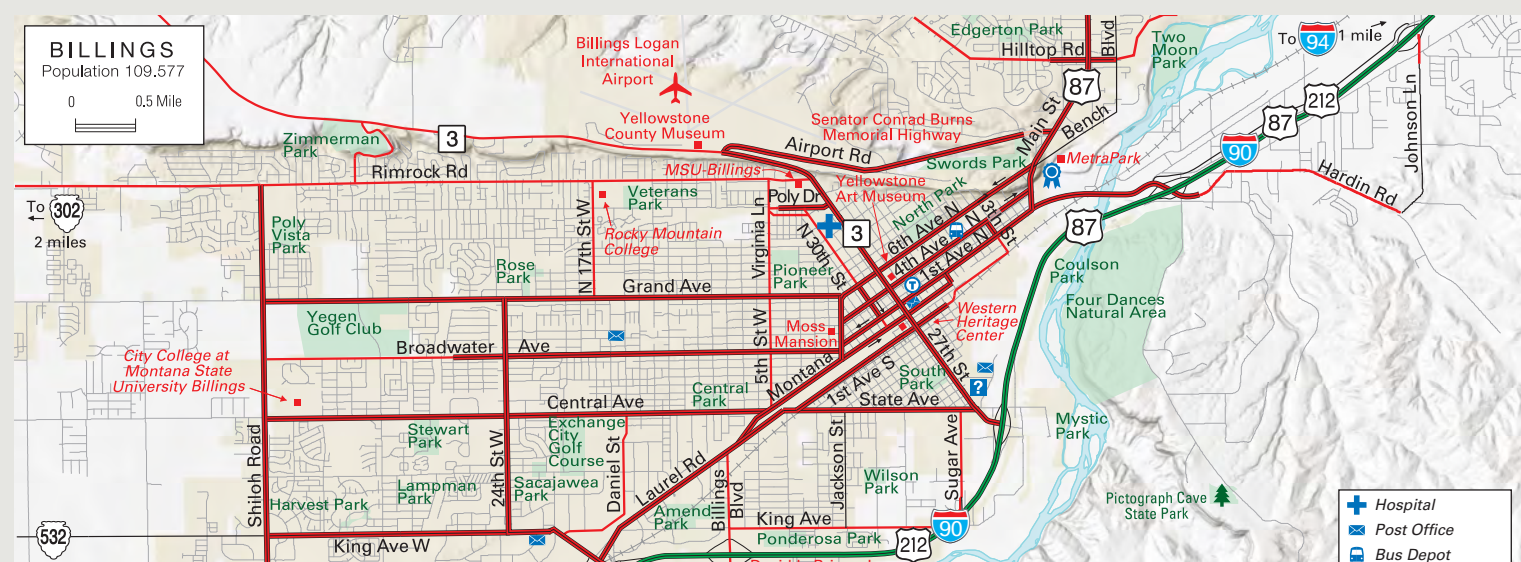 BILLINGS
Population 109.577
0 0.5 Mile
Billings Logan
International
Airport
Yellowstone
County Museum
Zimmerman
Park
3
Rimrock Rd
Senator Conrad Burns
Memorial Highway
Airport Rd
Edgerton Park
Hilltop Rd
Blvd
87
Main St
Bench
Two
Moon
Park
To 94 1 mile
212
87
90
Johnson Ln
Hardin Rd
MetraPark
Swords Park
MSU-Billings
Yellowstone
Art Museum
North Park
To 302
2 miles
Poly
Vista
Park
Veterans
Park
Rocky Mountain
College
N 17th St W
Rose
Park
Virginia Ln
Poly Dr
N 30th St
3
6th Ave N
4th Ave N
1st Ave N
13th St
87
Coulson
Park
Four Dances
Natural Area
Pioneer
Park
Grand Ave
Yegen
Golf Club
Broadwater Ave
5th St W
Moss
Mansion
T
Western
Heritage
Center
27th St
City College at
Montana State
University Billings
Montana
1st Ave S
South
Park
?
State Ave
Central
Park
Central Ave
Mystic
Park
Stewart
Park
Exchange
City
Golf
Course
Shiloh Road
24th St W
Daniel St
Laurel Rd
Billings
Blvd
Jackson St
Sugar Ave
Wilson
Park
Lampman
Park
Sacajawea
Park
Harvest Park
Amend
Park
King Ave
Ponderosa Park
90
212
532
King Ave W
Pictograph Cave
State Park
Hospital
Post Office
Bus Depot